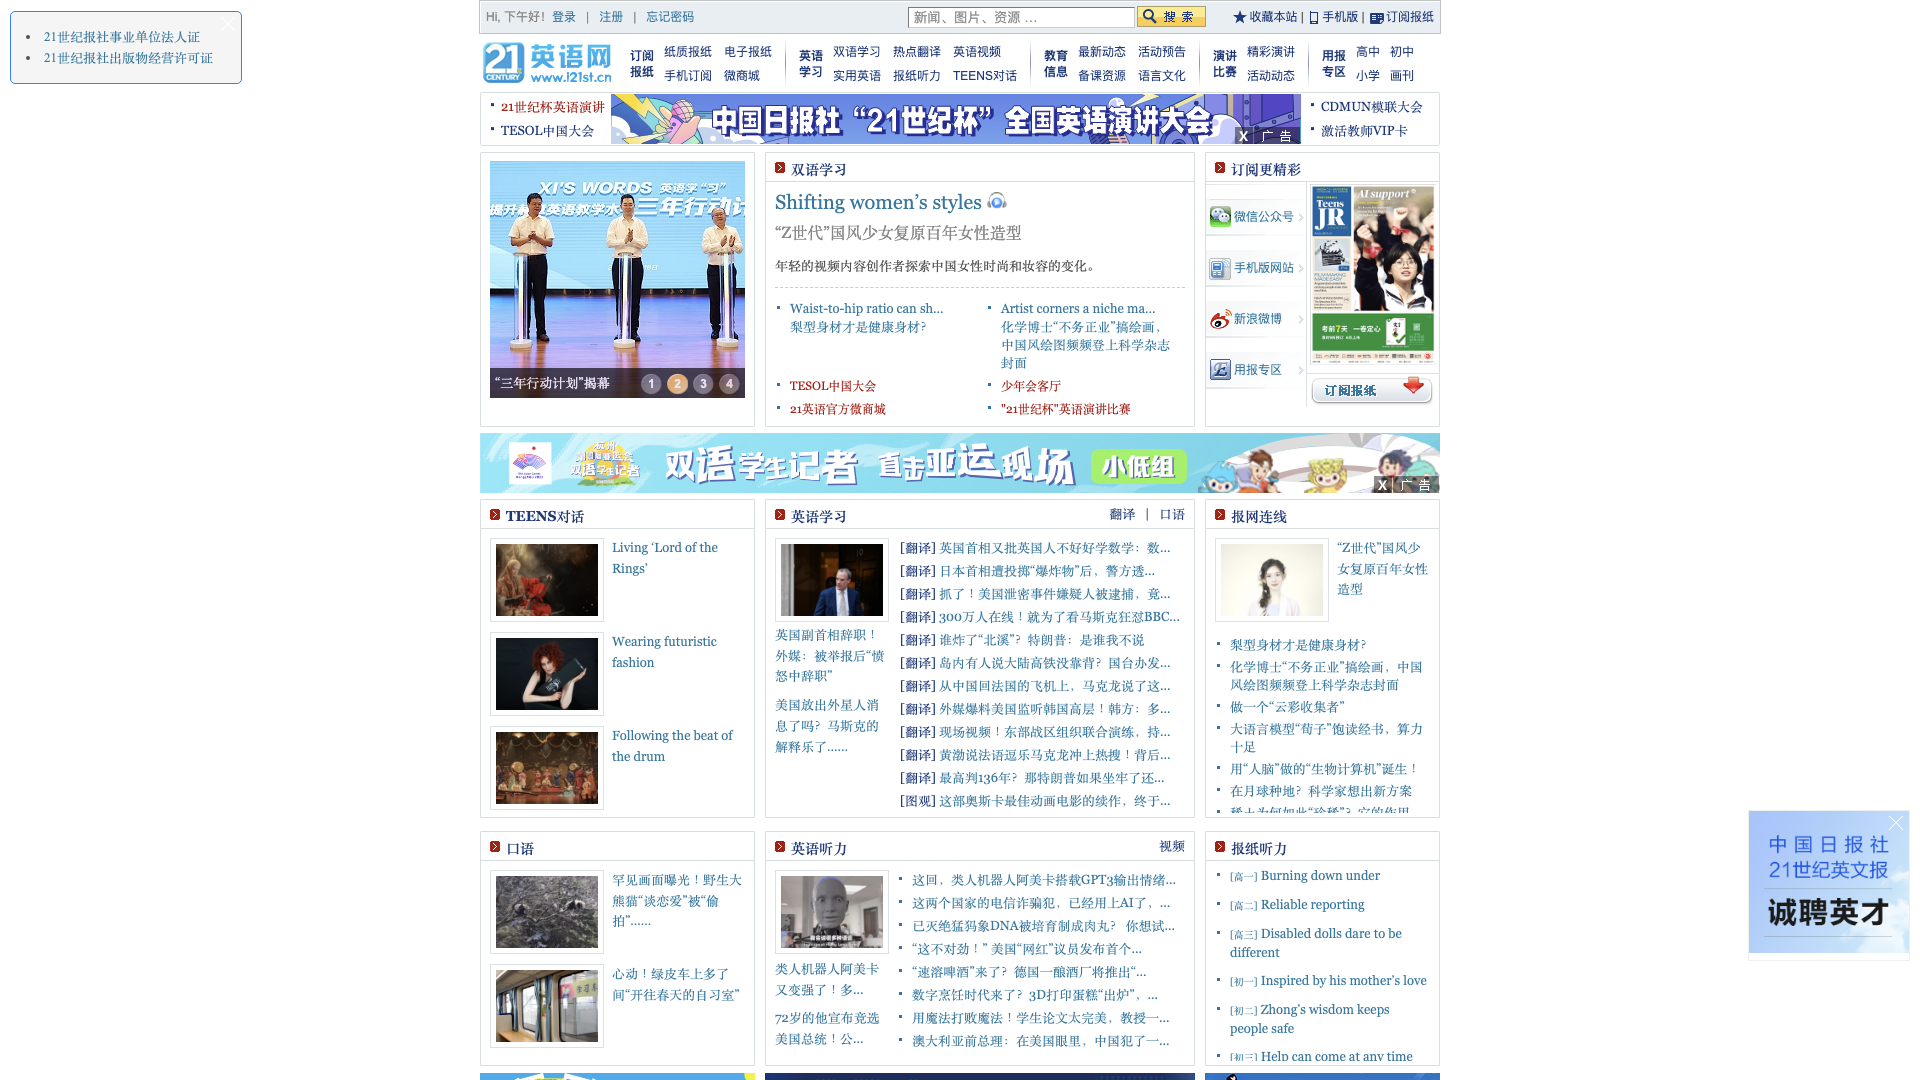 21世纪报社事业单位法人证
21世纪报社出版物经营许可证
Hi, 下午好! 登录 | 注册 | 忘记密码
新闻、图片、资源 ...
搜 索
收藏本站 | 手机版 | 订阅报纸
21 CENTURY 英语网 www.i21st.cn
订阅报纸 纸质报纸 电子报纸 手机订阅 微商城
英语学习 双语学习 热点翻译 英语视频 实用英语 报纸听力 TEENS对话
教育信息 最新动态 活动预告 备课资源 语言文化
演讲比赛 精彩演讲 活动动态
用报专区 高中 初中 小学 画刊
21世纪杯英语演讲
TESOL中国大会
中国日报社 “21世纪杯” 全国英语演讲大会
X 广 告
CDMUN模联大会
激活教师VIP卡
XI'S WORDS 英语学“习”
三年行动计
“三年行动计划”揭幕
1 2 3 4
双语学习
Shifting women’s styles
“Z世代”国风少女复原百年女性造型
年轻的视频内容创作者探索中国女性时尚和妆容的变化。
Waist-to-hip ratio can sh...
梨型身材才是健康身材?
Artist corners a niche ma...
化学博士“不务正业”搞绘画，
中国风绘图频频登上科学杂志
封面
TESOL中国大会
少年会客厅
21英语官方微商城
"21世纪杯"英语演讲比赛
订阅更精彩
微信公众号
手机版网站
新浪微博
用报专区
Teens JR
AI support
考前7天 一卷定心
订阅报纸
双语学生记者 直击亚运现场 小低组
X 广 告
TEENS对话
Living ‘Lord of the
Rings’
Wearing futuristic
fashion
Following the beat of
the drum
英语学习
翻译 | 口语
英国副首相辞职！
外媒：被举报后“愤
怒中辞职”
美国放出外星人消
息了吗？马斯克的
解释乐了……
[翻译] 英国首相又批英国人不好好学数学：数...
[翻译] 日本首相遭投掷“爆炸物”后，警方透...
[翻译] 抓了！美国泄密事件嫌疑人被逮捕，竟...
[翻译] 300万人在线！就为了看马斯克狂怼BBC...
[翻译] 谁炸了“北溪”？特朗普：是谁我不说
[翻译] 岛内有人说大陆高铁没靠背？国台办发...
[翻译] 从中国回法国的飞机上，马克龙说了这...
[翻译] 外媒爆料美国监听韩国高层！韩方：多...
[翻译] 现场视频！东部战区组织联合演练，持...
[翻译] 黄渤说法语逗乐马克龙冲上热搜！背后...
[翻译] 最高判136年？那特朗普如果坐牢了还...
[图观] 这部奥斯卡最佳动画电影的续作，终于...
报网连线
“Z世代”国风少
女复原百年女性
造型
梨型身材才是健康身材?
化学博士“不务正业”搞绘画，中国
风绘图频频登上科学杂志封面
做一个“云彩收集者”
大语言模型“荀子”饱读经书，算力
十足
用“人脑”做的“生物计算机”诞生！
在月球种地？科学家想出新方案
稀土为何如此“珍稀”？它的作用
口语
罕见画面曝光！野生大
熊猫“谈恋爱”被“偷
拍”……
心动！绿皮车上多了
间“开往春天的自习室”
英语听力
视频
类人机器人阿美卡
又变强了！多...
72岁的他宣布竞选
美国总统！公...
这回，类人机器人阿美卡搭载GPT3输出情绪...
这两个国家的电信诈骗犯，已经用上AI了，...
已灭绝猛犸象DNA被培育制成肉丸？ 你想试...
“这不对劲！” 美国“网红”议员发布首个...
“速溶啤酒”来了？德国一酿酒厂将推出“...
数字烹饪时代来了？3D打印蛋糕“出炉”，...
用魔法打败魔法！学生论文太完美，教授一...
澳大利亚前总理：在美国眼里，中国犯了一...
报纸听力
[高一] Burning down under
[高二] Reliable reporting
[高三] Disabled dolls dare to be
different
[初一] Inspired by his mother’s love
[初二] Zhong’s wisdom keeps
people safe
[初三] Help can come at any time
中国日报社
21世纪英文报
诚聘英才